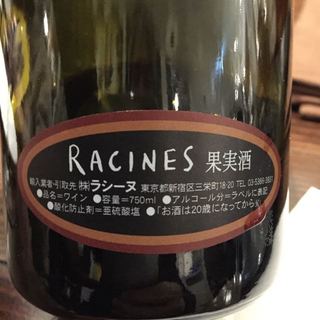 RACINES 果実酒
輸入業者・引取先 ㈱ラシーヌ 東京都新宿区三栄町18-20 TEL 03-5366-3931
●品名=ワイン ●容量=750ml ●アルコール分=ラベルに表記
●酸化防止剤=亜硫酸塩 ●「お酒は20歳になってから」